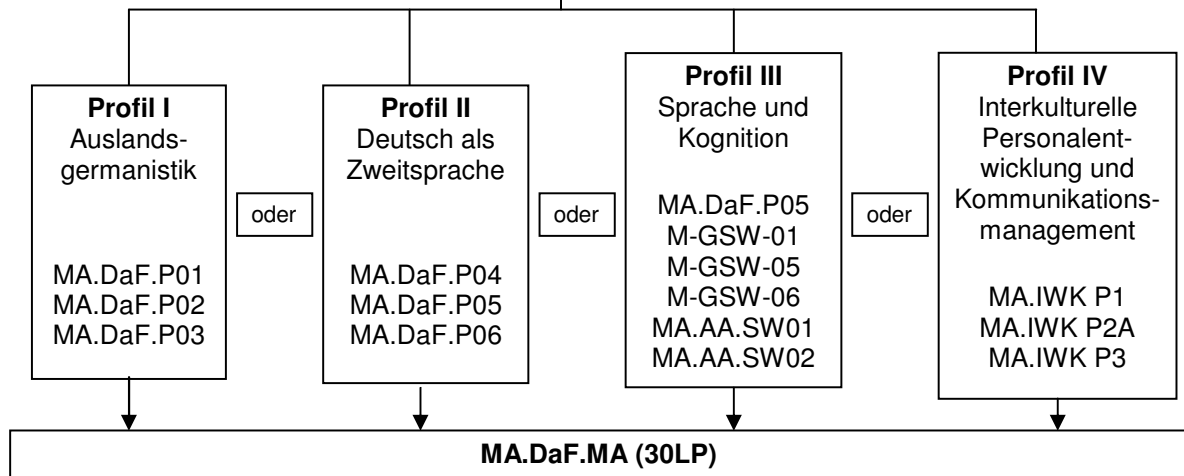 Profil I
Auslands-
germanistik
MA.DaF.P01
MA.DaF.P02
MA.DaF.P03
oder
Profil II
Deutsch als
Zweitsprache
MA.DaF.P04
MA.DaF.P05
MA.DaF.P06
oder
Profil III
Sprache und
Kognition
MA.DaF.P05
M-GSW-01
M-GSW-05
M-GSW-06
MA.AA.SW01
MA.AA.SW02
oder
Profil IV
Interkulturelle
Personalent-
wicklung und
Kommunikations-
management
MA.IWK P1
MA.IWK P2A
MA.IWK P3
MA.DaF.MA (30LP)